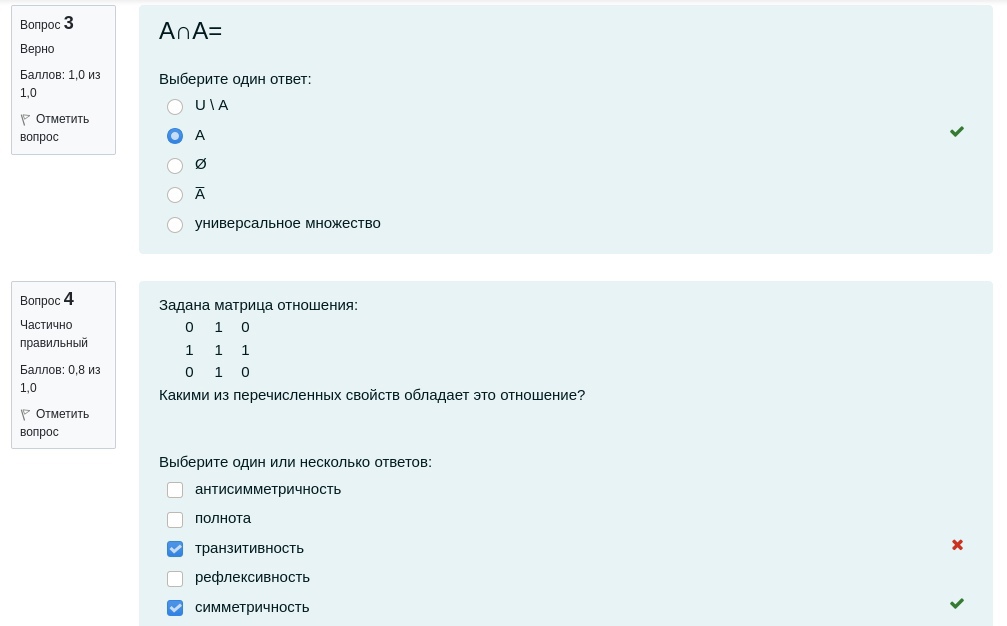 Вопрос 3
Верно
Баллов: 1,0 из
1,0
Отметить
вопрос
A∩A=
Выберите один ответ:
U \ A
A
Ø
A̅
универсальное множество
Вопрос 4
Частично
правильный
Баллов: 0,8 из
1,0
Отметить
вопрос
Задана матрица отношения:
0 1 0
1 1 1
0 1 0
Какими из перечисленных свойств обладает это отношение?
Выберите один или несколько ответов:
антисимметричность
полнота
транзитивность
рефлексивность
симметричность